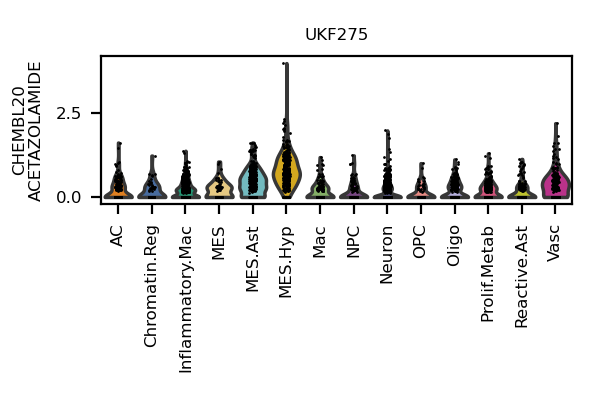 UKF275
CHEMBL20
ACETAZOLAMIDE
2.5
0.0
AC
Chromatin.Reg
Inflammatory.Mac
MES
MES.Ast
MES.Hyp
Mac
NPC
Neuron
OPC
Oligo
Prolif.Metab
Reactive.Ast
Vasc